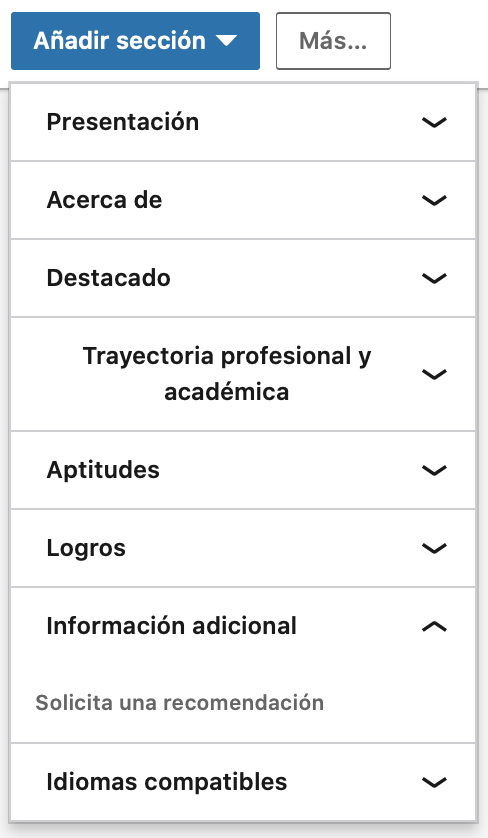 Añadir sección
Más...
Presentación
Acerca de
Destacado
Trayectoria profesional y
académica
Aptitudes
Logros
Información adicional
Solicita una recomendación
Idiomas compatibles